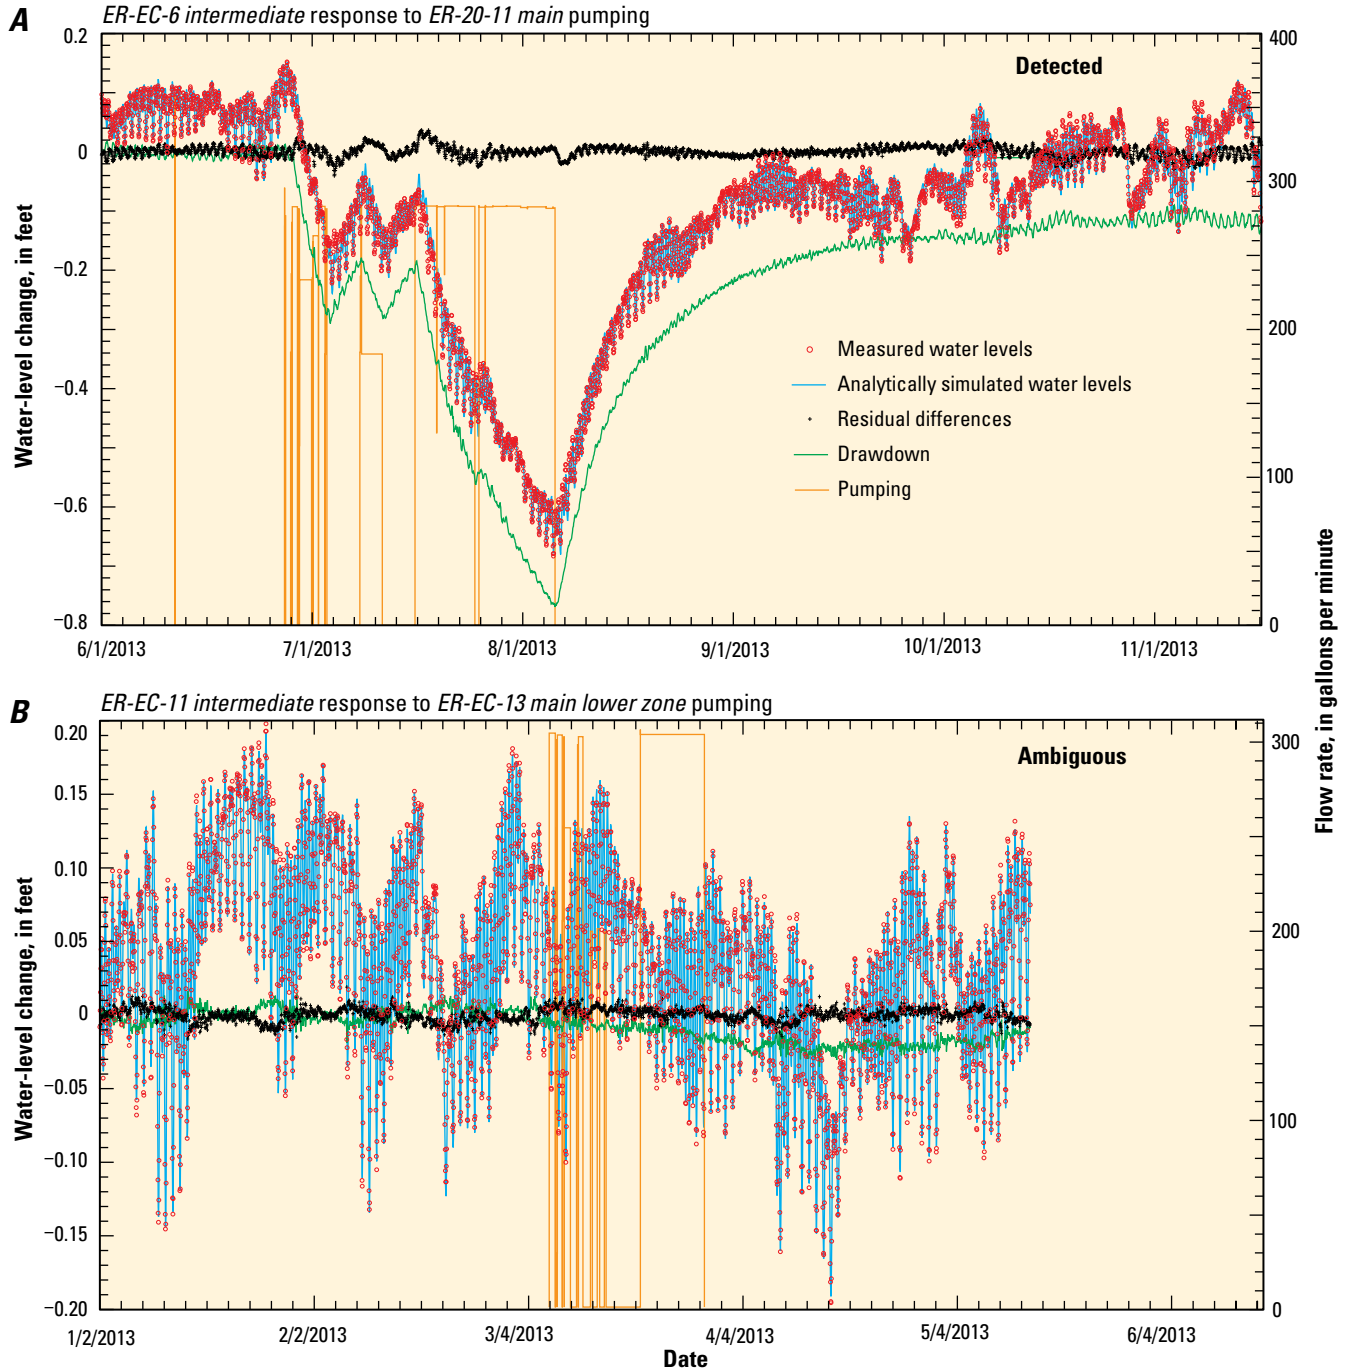 A
ER-EC-6 intermediate response to ER-20-11 main pumping
Detected
Water-level change, in feet
0.2
0
−0.2
−0.4
−0.6
−0.8
400
300
200
100
0
Measured water levels
Analytically simulated water levels
Residual differences
Drawdown
Pumping
6/1/2013
7/1/2013
8/1/2013
9/1/2013
10/1/2013
11/1/2013
Flow rate, in gallons per minute
B
ER-EC-11 intermediate response to ER-EC-13 main lower zone pumping
Ambiguous
Water-level change, in feet
0.20
0.15
0.10
0.05
0
−0.05
−0.10
−0.15
−0.20
300
200
100
0
1/2/2013
2/2/2013
3/4/2013
4/4/2013
5/4/2013
6/4/2013
Date